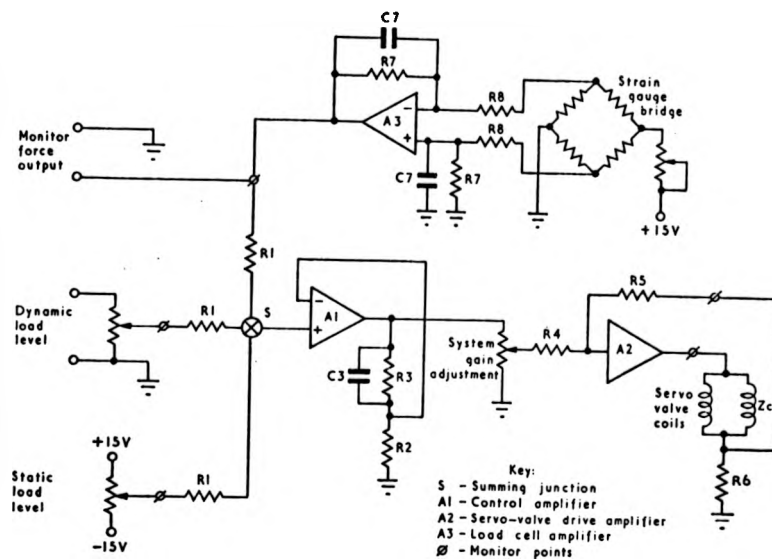 C7
R7
Strain
gauge
bridge
R8
A3
R8
Monitor
force
output
C7
R7
+15V
R1
R5
S
R1
A1
R4
A2
Dynamic
load
level
System
gain
adjustment
C3
R3
Servo
valve
coils
Zc
R2
+15V
R6
R1
Static
load
level
-15V
Key:
S - Summing junction
A1 - Control amplifier
A2 - Servo-valve drive amplifier
A3 - Load cell amplifier
Ø - Monitor points